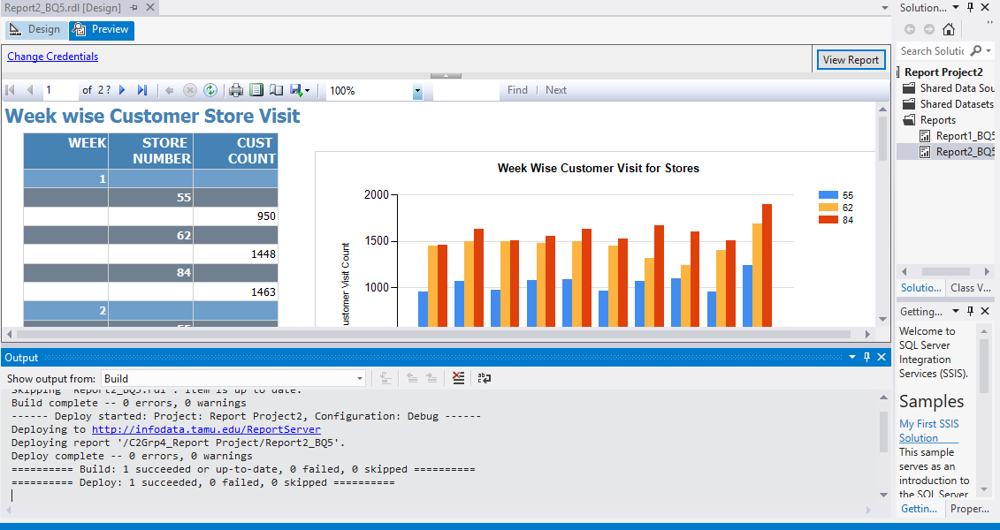 Report2_BQ5.rdl [Design]
Design
Preview
Change Credentials
View Report
1
of 2 ?
100%
Find
Next
Week wise Customer Store Visit
WEEK
STORE NUMBER
CUST COUNT
1
55
950
62
1448
84
1463
2
Week Wise Customer Visit for Stores
2000
1500
1000
ustomer Visit Count
55
62
84
Output
Show output from:
Build
Skipping 'Report2_BQ5.rdl'. Item is up to date.
Build complete -- 0 errors, 0 warnings
------ Deploy started: Project: Report Project2, Configuration: Debug ------
Deploying to http://infodata.tamu.edu/ReportServer
Deploying report '/C2Grp4_Report Project/Report2_BQ5'.
Deploy complete -- 0 errors, 0 warnings
========== Build: 1 succeeded or up-to-date, 0 failed, 0 skipped ==========
========== Deploy: 1 succeeded, 0 failed, 0 skipped ==========
Solution...
Search Solutic
Report Project2
Shared Data Sou
Shared Datasets
Reports
Report1_BQ5
Report2_BQ5
Solutio...
Class V...
Getting...
Welcome to
SQL Server
Integration
Services (SSIS).
Samples
My First SSIS
Solution
This sample
serves as an
introduction to
the SQL Server
Gettin...
Proper...